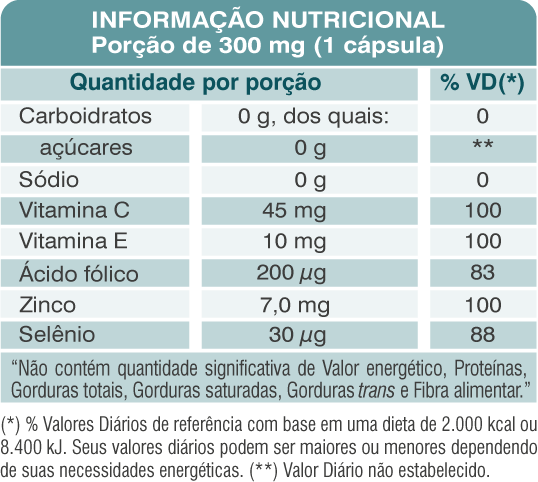 INFORMAÇÃO NUTRICIONAL
Porção de 300 mg (1 cápsula)
Quantidade por porção % VD(*)
Carboidratos 0 g, dos quais: 0
açúcares 0 g **
Sódio 0 g 0
Vitamina C 45 mg 100
Vitamina E 10 mg 100
Ácido fólico 200 µg 83
Zinco 7,0 mg 100
Selênio 30 µg 88
“Não contém quantidade significativa de Valor energético, Proteínas,
Gorduras totais, Gorduras saturadas, Gorduras trans e Fibra alimentar.”
(*) % Valores Diários de referência com base em uma dieta de 2.000 kcal ou
8.400 kJ. Seus valores diários podem ser maiores ou menores dependendo
de suas necessidades energéticas. (**) Valor Diário não estabelecido.